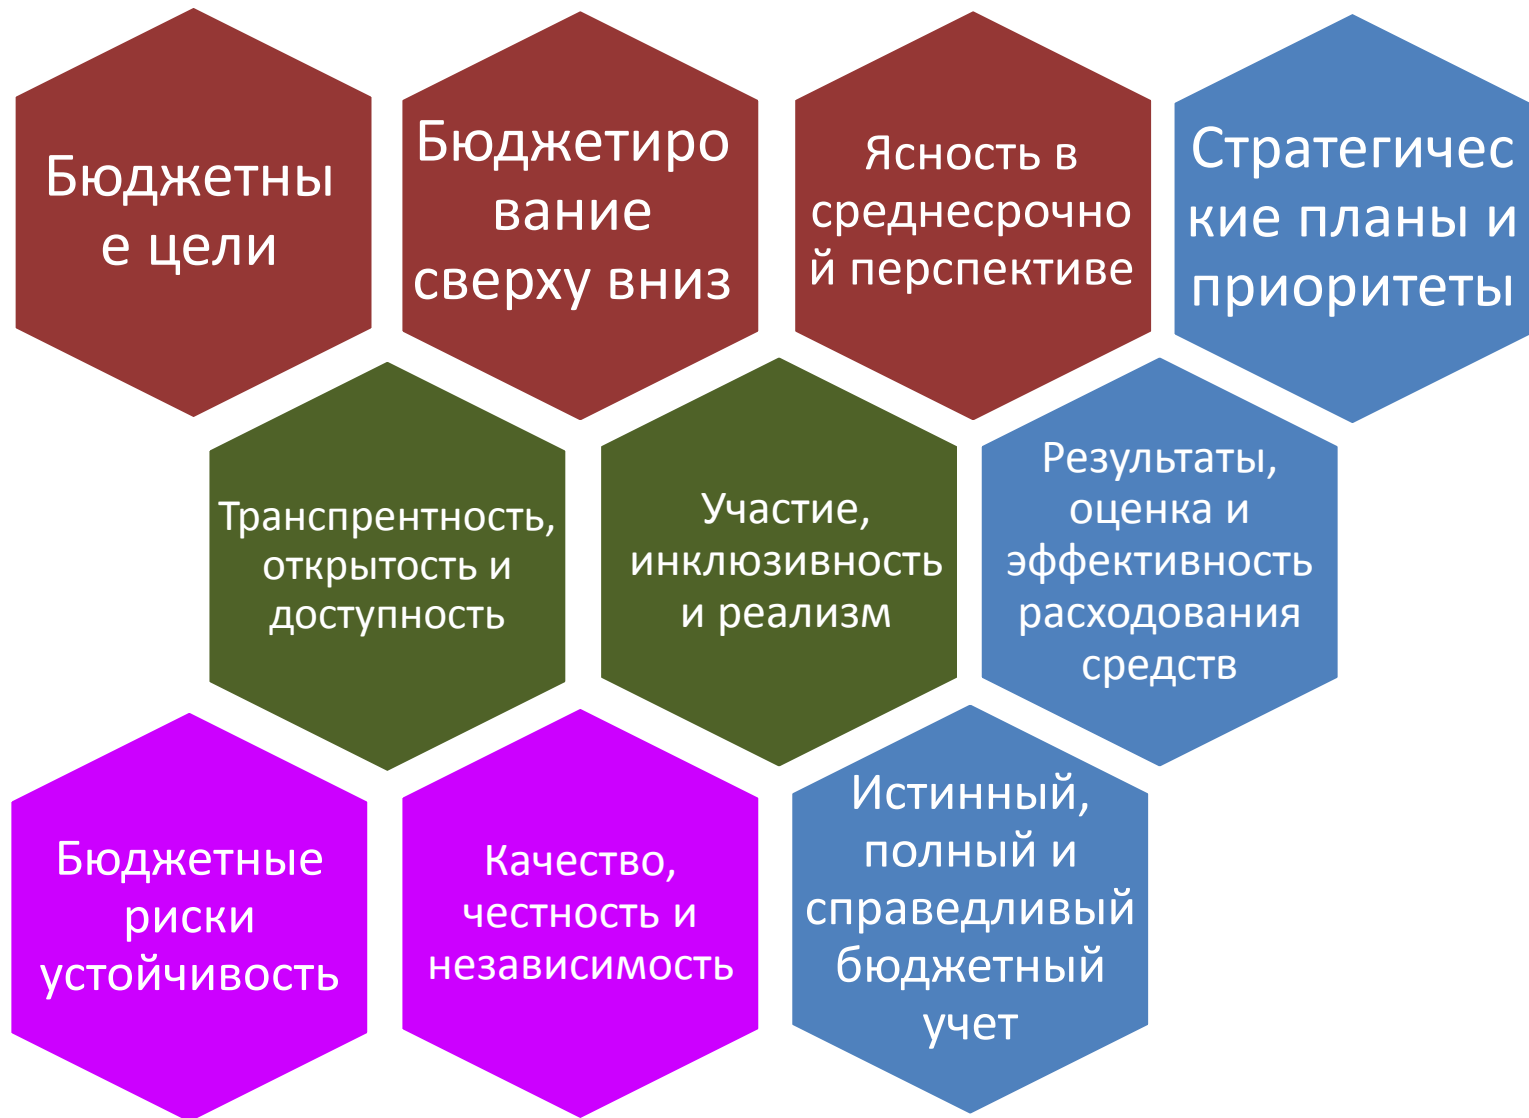 Бюджетны
е цели
Бюджетиро
вание
сверху вниз
Ясность в
среднесрочно
й перспективе
Стратегичес
кие планы и
приоритеты
Транспрентность,
открытость и
доступность
Участие,
инклюзивность
и реализм
Результаты,
оценка и
эффективность
расходования
средств
Бюджетные
риски
устойчивость
Качество,
честность и
независимость
Истинный,
полный и
справедливый
бюджетный
учет